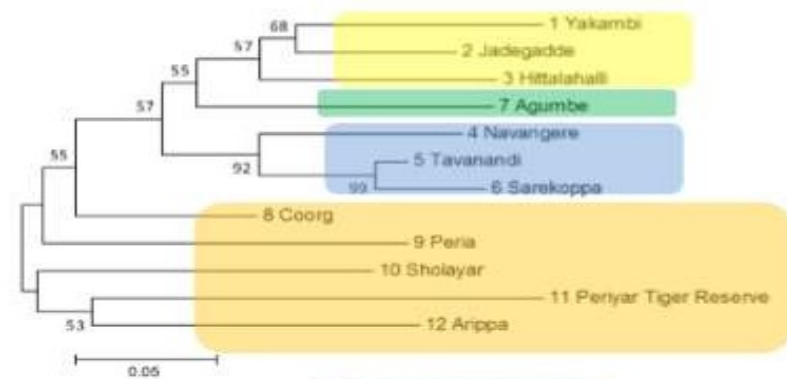 68
1 Yakambi
57
2 Jadegadde
55
3 Hittalahalli
57
7 Agumbe
4 Navangere
55
5 Tavanandi
92
99
6 Sarekoppa
8 Coorg
9 Peria
10 Sholayar
11 Periyar Tiger Reserve
53
12 Arippa
0.05